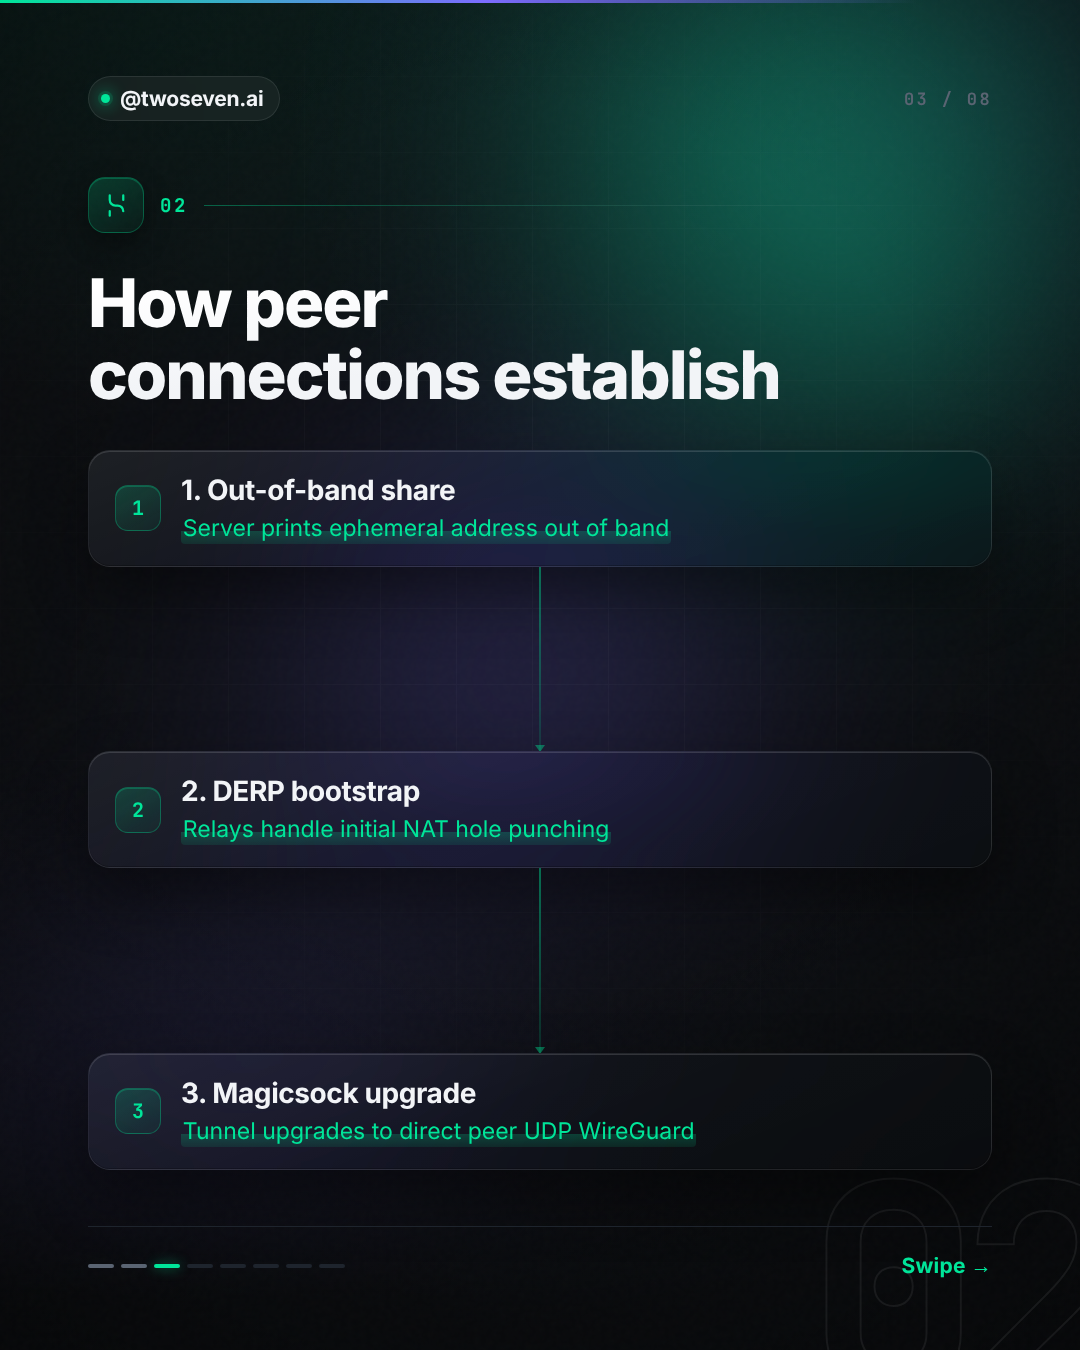 @twoseven.ai
03 / 08
02
How peer
connections establish
1
1. Out-of-band share
Server prints ephemeral address out of band
2
2. DERP bootstrap
Relays handle initial NAT hole punching
3
3. Magicsock upgrade
Tunnel upgrades to direct peer UDP WireGuard
02
Swipe →